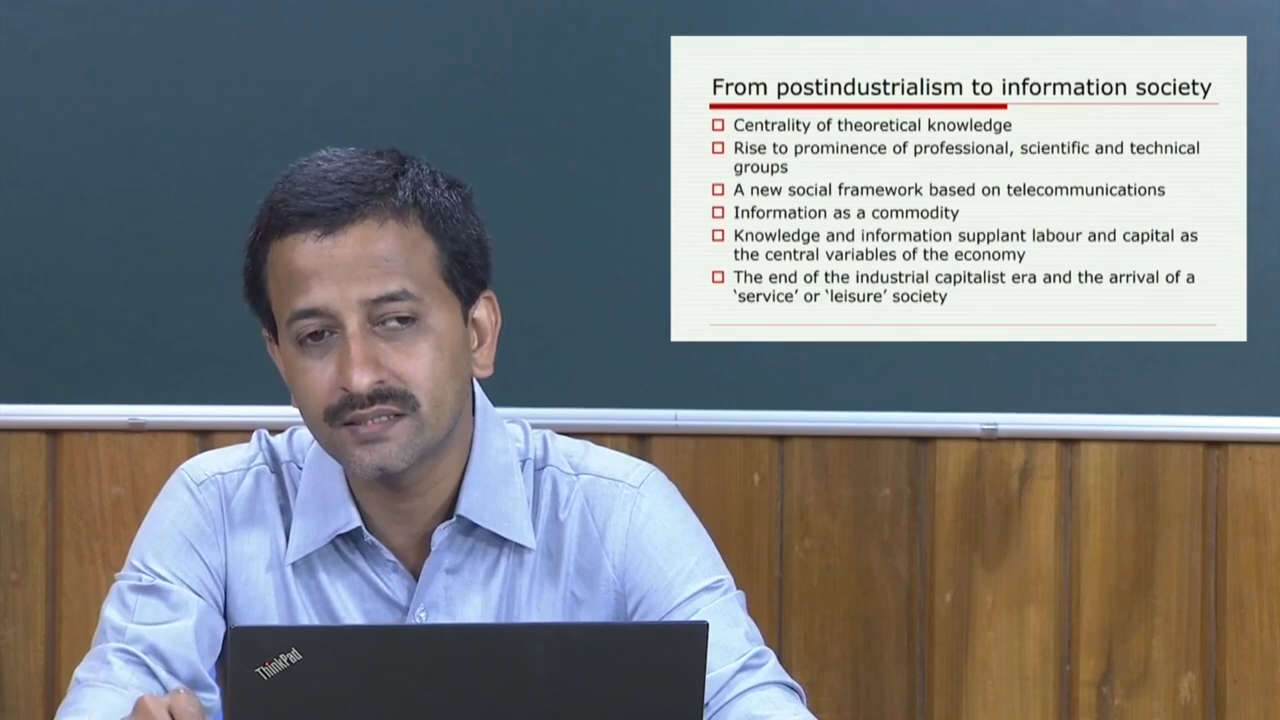 From postindustrialism to information society
Centrality of theoretical knowledge
Rise to prominence of professional, scientific and technical
groups
A new social framework based on telecommunications
Information as a commodity
Knowledge and information supplant labour and capital as
the central variables of the economy
The end of the industrial capitalist era and the arrival of a
‘service’ or ‘leisure’ society
ThinkPad